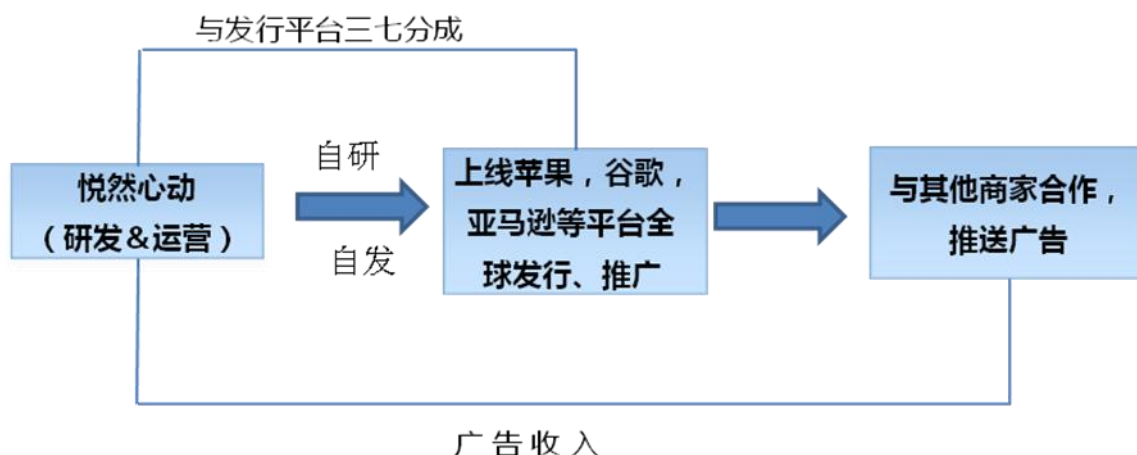 与发行平台三七分成
悦然心动
（研发&运营）
自研
自发
上线苹果，谷歌，
亚马逊等平台全
球发行、推广
与其他商家合作，
推送广告
广告收入